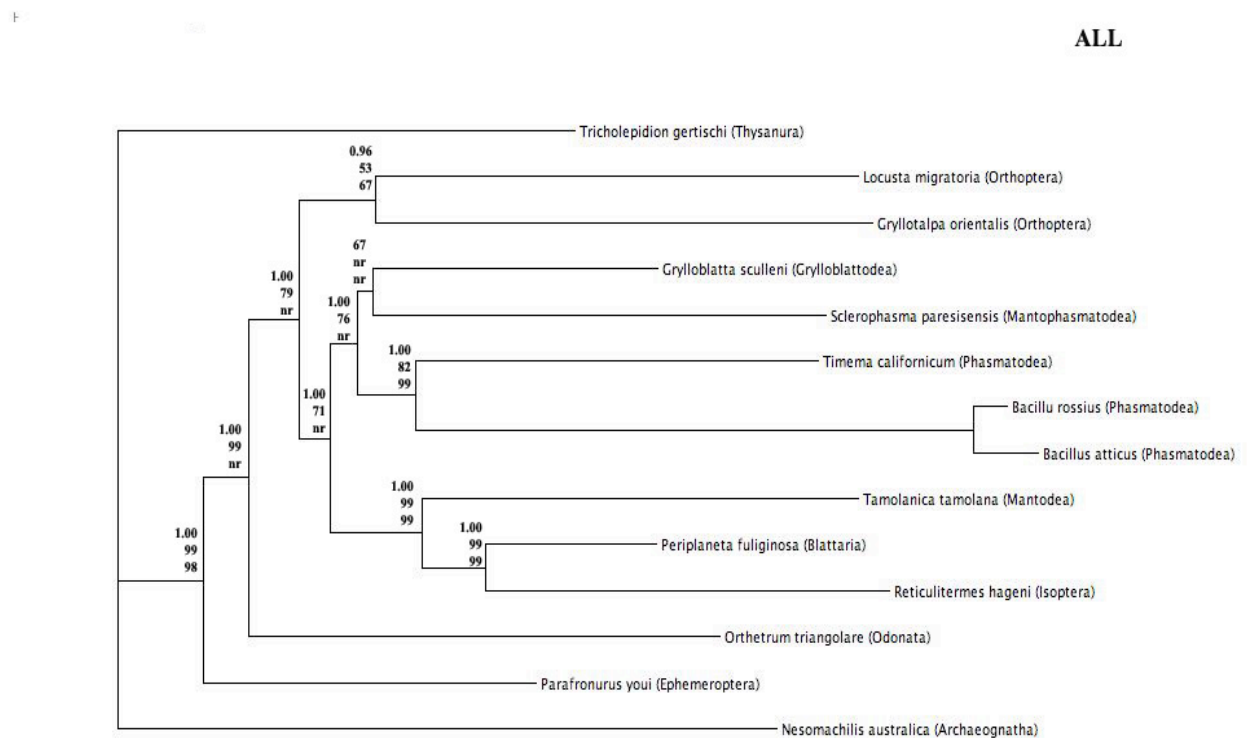 ALL
Tricholepidion gertischi (Thysanura)
0.96
53
67
Locusta migratoria (Orthoptera)
Gryllotalpa orientalis (Orthoptera)
67
nr
nr
Grylloblatta sculleni (Grylloblattodea)
1.00
79
nr
1.00
76
nr
Sclerophasma paresisensis (Mantophasmatodea)
1.00
82
99
Timema californicum (Phasmatodea)
1.00
71
nr
Bacillu rossius (Phasmatodea)
1.00
99
nr
Bacillus atticus (Phasmatodea)
1.00
99
99
Tamolanica tamolana (Mantodea)
1.00
99
99
Periplaneta fuliginosa (Blattaria)
1.00
99
98
Reticulitermes hageni (Isoptera)
Orthetrum triangolare (Odonata)
Parafronurus youi (Ephemeroptera)
Nesomachilis australica (Archaeognatha)